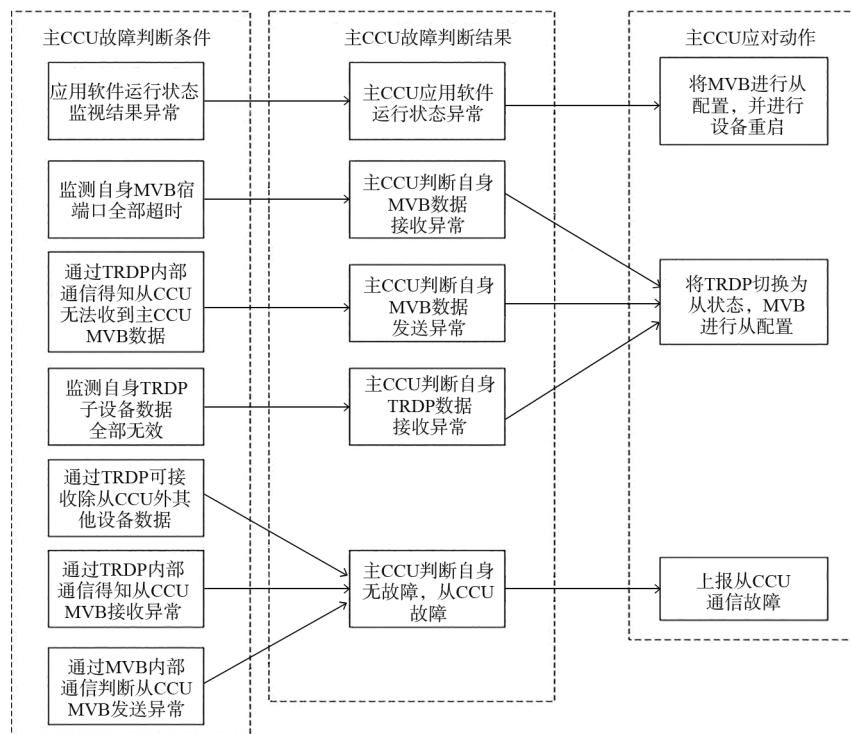 主CCU故障判断条件
应用软件运行状态
监视结果异常
监测自身MVB宿
端口全部超时
通过TRDP内部
通信得知从CCU
无法收到主CCU
MVB数据
监测自身TRDP
子设备数据
全部无效
通过TRDP可接
收除从CCU外其
他设备数据
通过TRDP内部
通信得知从CCU
MVB接收异常
通过MVB内部
通信判断从CCU
MVB发送异常
主CCU故障判断结果
主CCU应用软件
运行状态异常
主CCU判断自身
MVB数据
接收异常
主CCU判断自身
MVB数据
发送异常
主CCU判断自身
TRDP数据
接收异常
主CCU判断自身
无故障，从CCU
故障
主CCU应对动作
将MVB进行从
配置，并进行
设备重启
将TRDP切换为
从状态，MVB
进行从配置
上报从CCU
通信故障